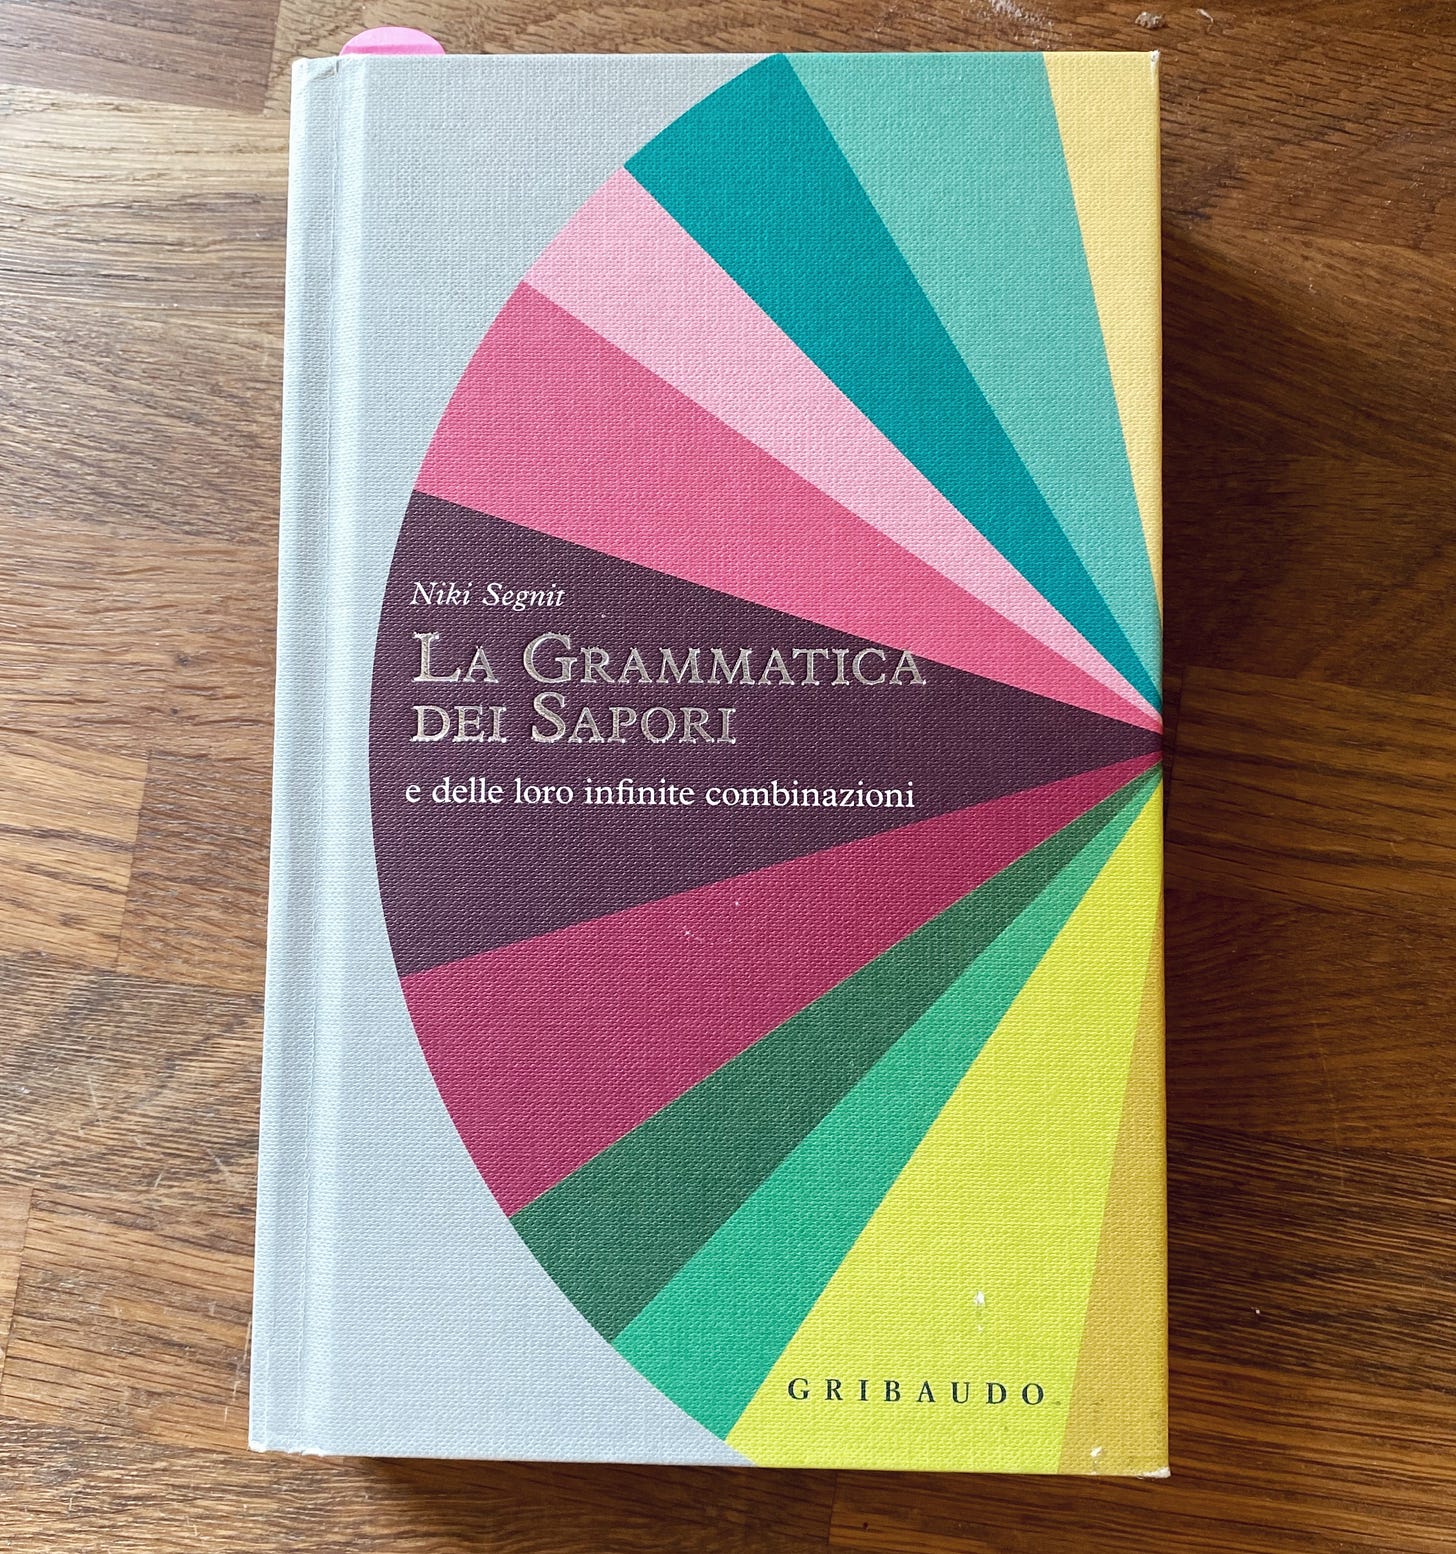 Niki Segnit
La Grammatica
dei Sapori
e delle loro infinite combinazioni
GRIBAUDO